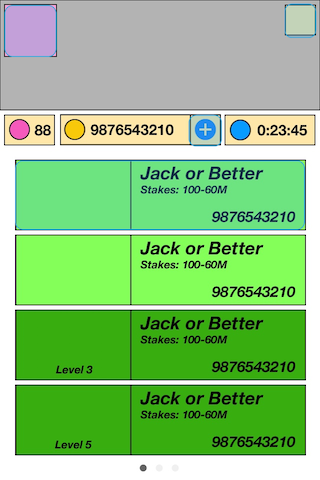 88
9876543210
0:23:45
Jack or Better
Stakes: 100-60M
9876543210
Jack or Better
Stakes: 100-60M
9876543210
Jack or Better
Stakes: 100-60M
Level 3
9876543210
Jack or Better
Stakes: 100-60M
Level 5
9876543210